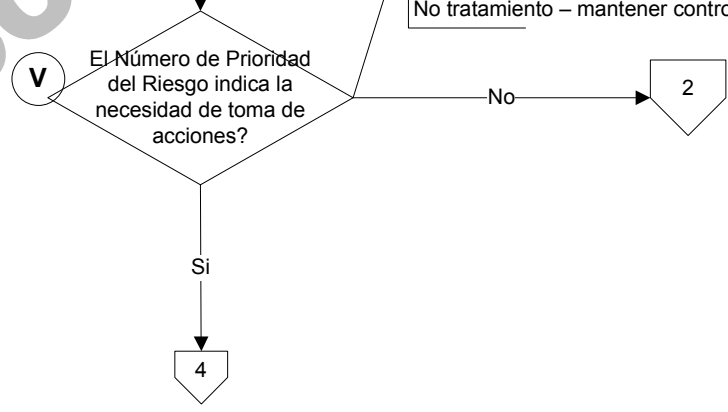 No tratamiento – mantener contro
V
El Número de Prioridad
del Riesgo indica la
necesidad de toma de
acciones?
No
2
Si
4